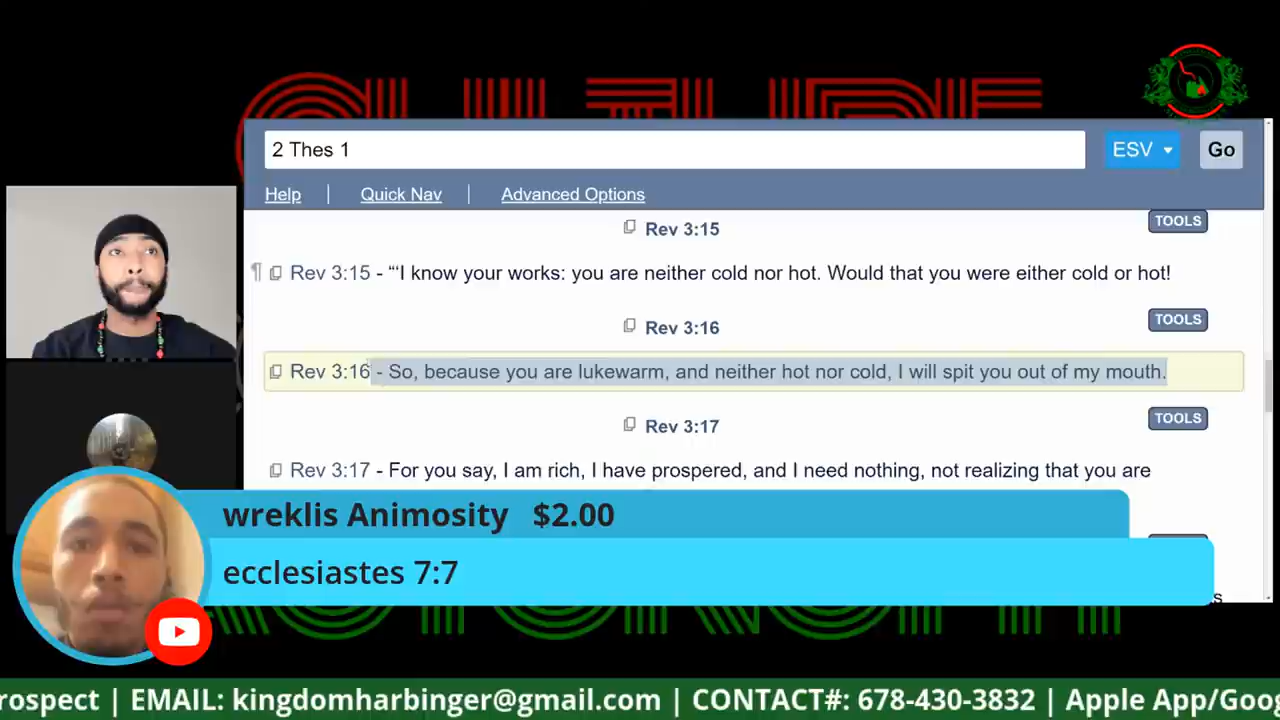 2 Thes 1
ESV
Go
Help | Quick Nav | Advanced Options
Rev 3:15
TOOLS
¶ Rev 3:15 - “‘I know your works: you are neither cold nor hot. Would that you were either cold or hot!
Rev 3:16
TOOLS
Rev 3:16 - So, because you are lukewarm, and neither hot nor cold, I will spit you out of my mouth.
Rev 3:17
TOOLS
Rev 3:17 - For you say, I am rich, I have prospered, and I need nothing, not realizing that you are
wreklis Animosity $2.00
ecclesiastes 7:7
rospect | EMAIL: kingdomharbinger@gmail.com | CONTACT#: 678-430-3832 | Apple App/Goog